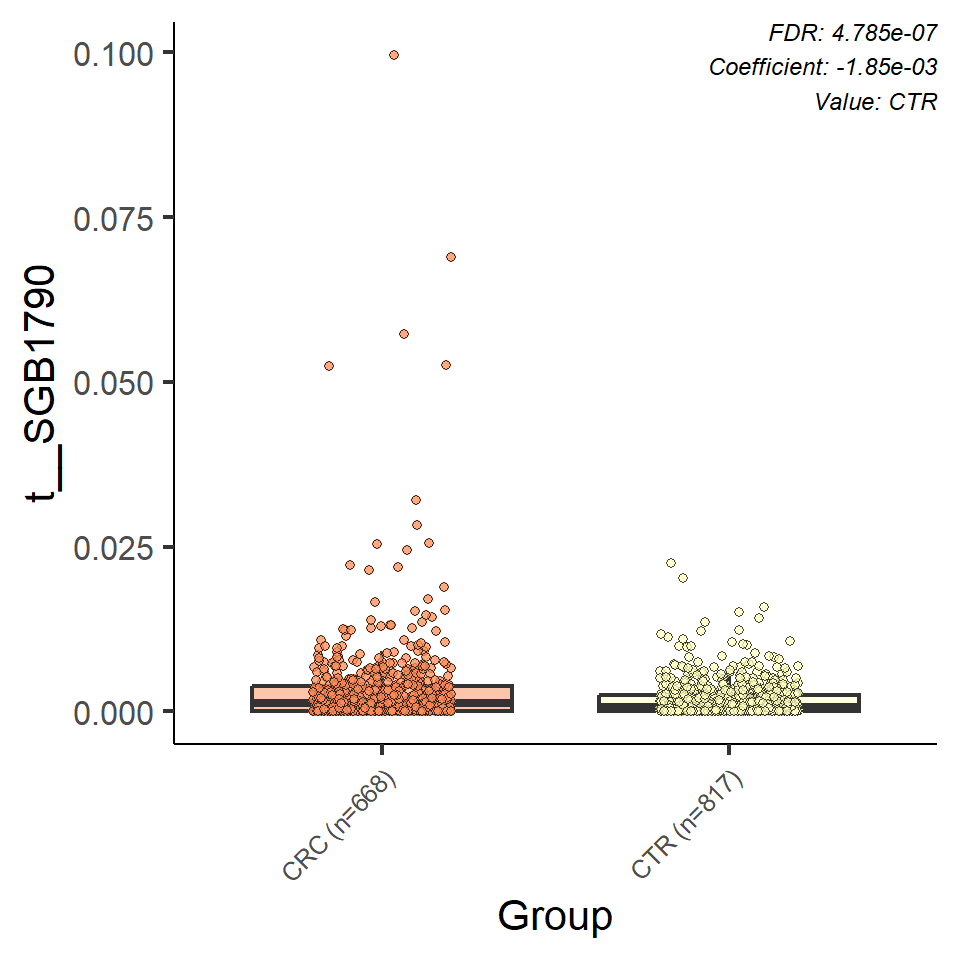 FDR: 4.785e-07
Coefficient: -1.85e-03
Value: CTR
0.100
0.075
0.050
0.025
0.000
t__SGB1790
CRC (n=668)
CTR (n=817)
Group